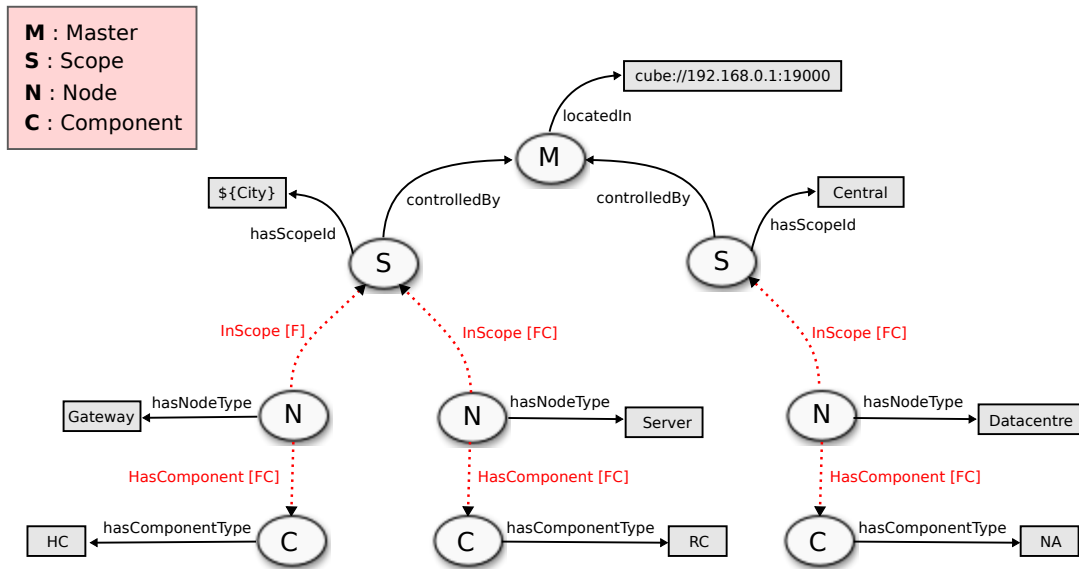 M : Master
S : Scope
N : Node
C : Component
cube://192.168.0.1:19000
locatedIn
M
${City}
controlledBy
controlledBy
Central
hasScopeId
hasScopeId
S
S
InScope [F]
InScope [FC]
InScope [FC]
Gateway
hasNodeType
N
N
hasNodeType
Server
N
hasNodeType
Datacentre
HasComponent [FC]
HasComponent [FC]
HasComponent [FC]
HC
hasComponentType
C
C
hasComponentType
RC
C
hasComponentType
NA